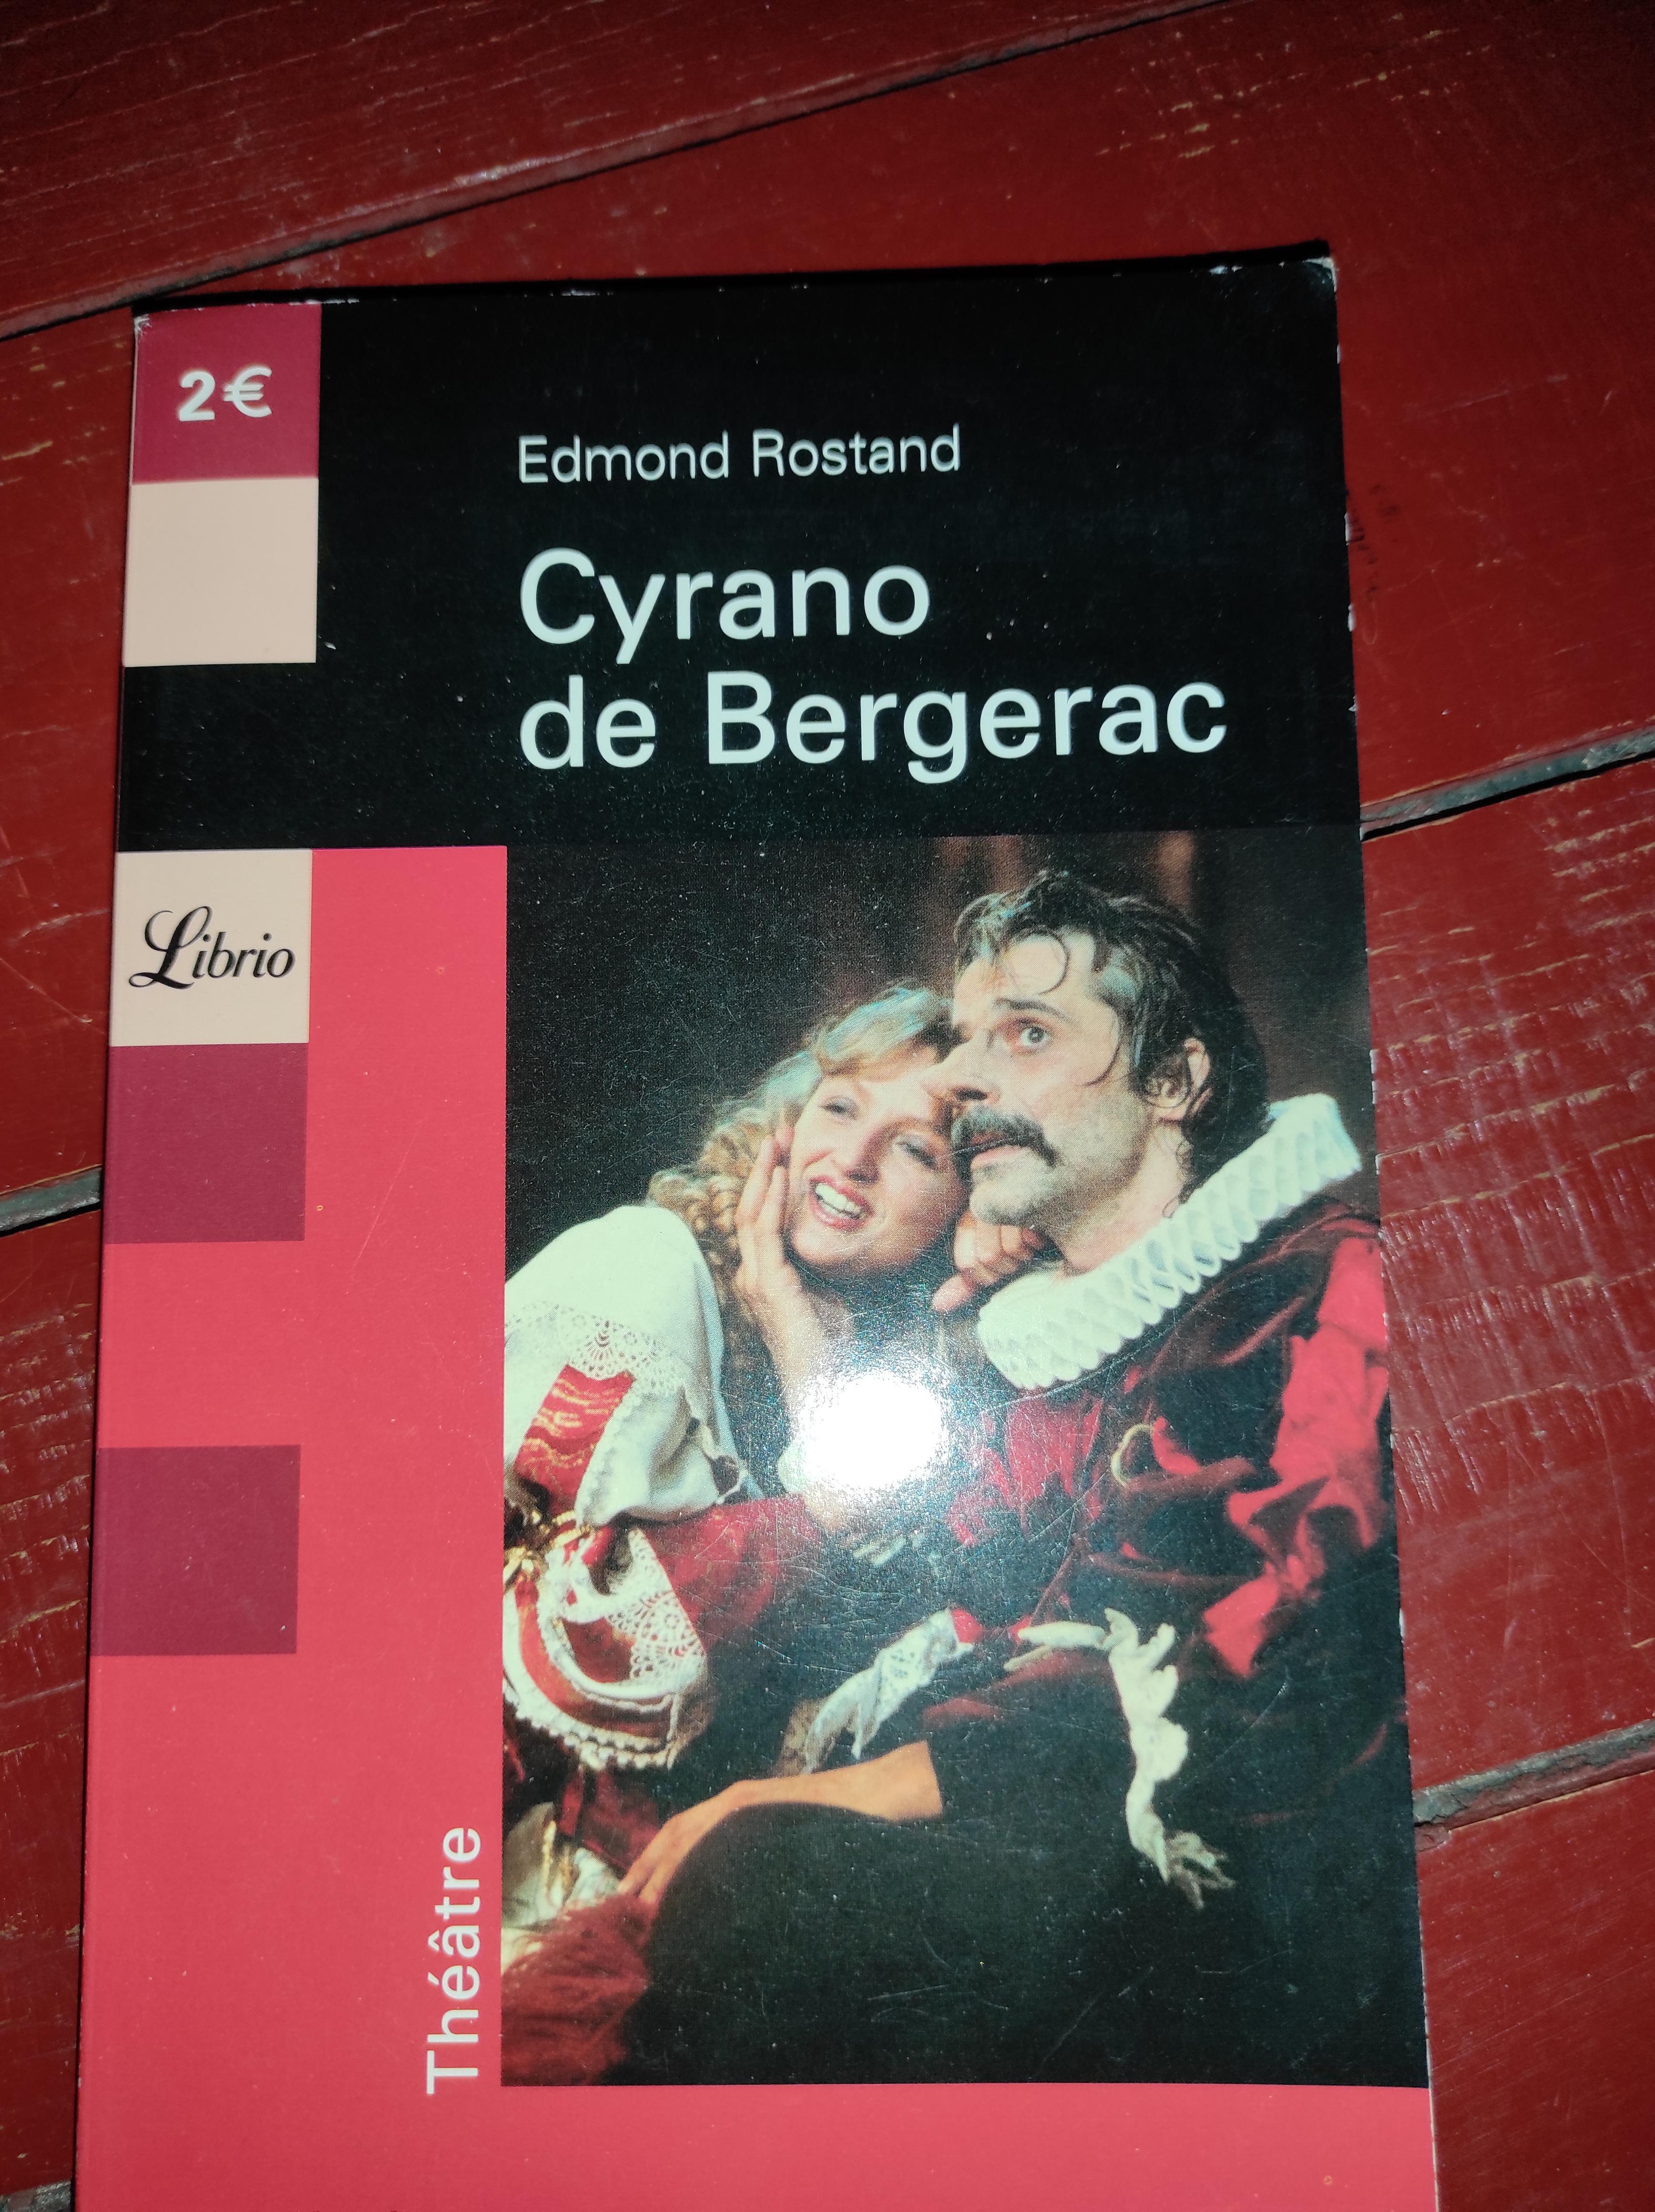 2€
Edmond Rostand
Cyrano
de Bergerac
Librio
Théâtre